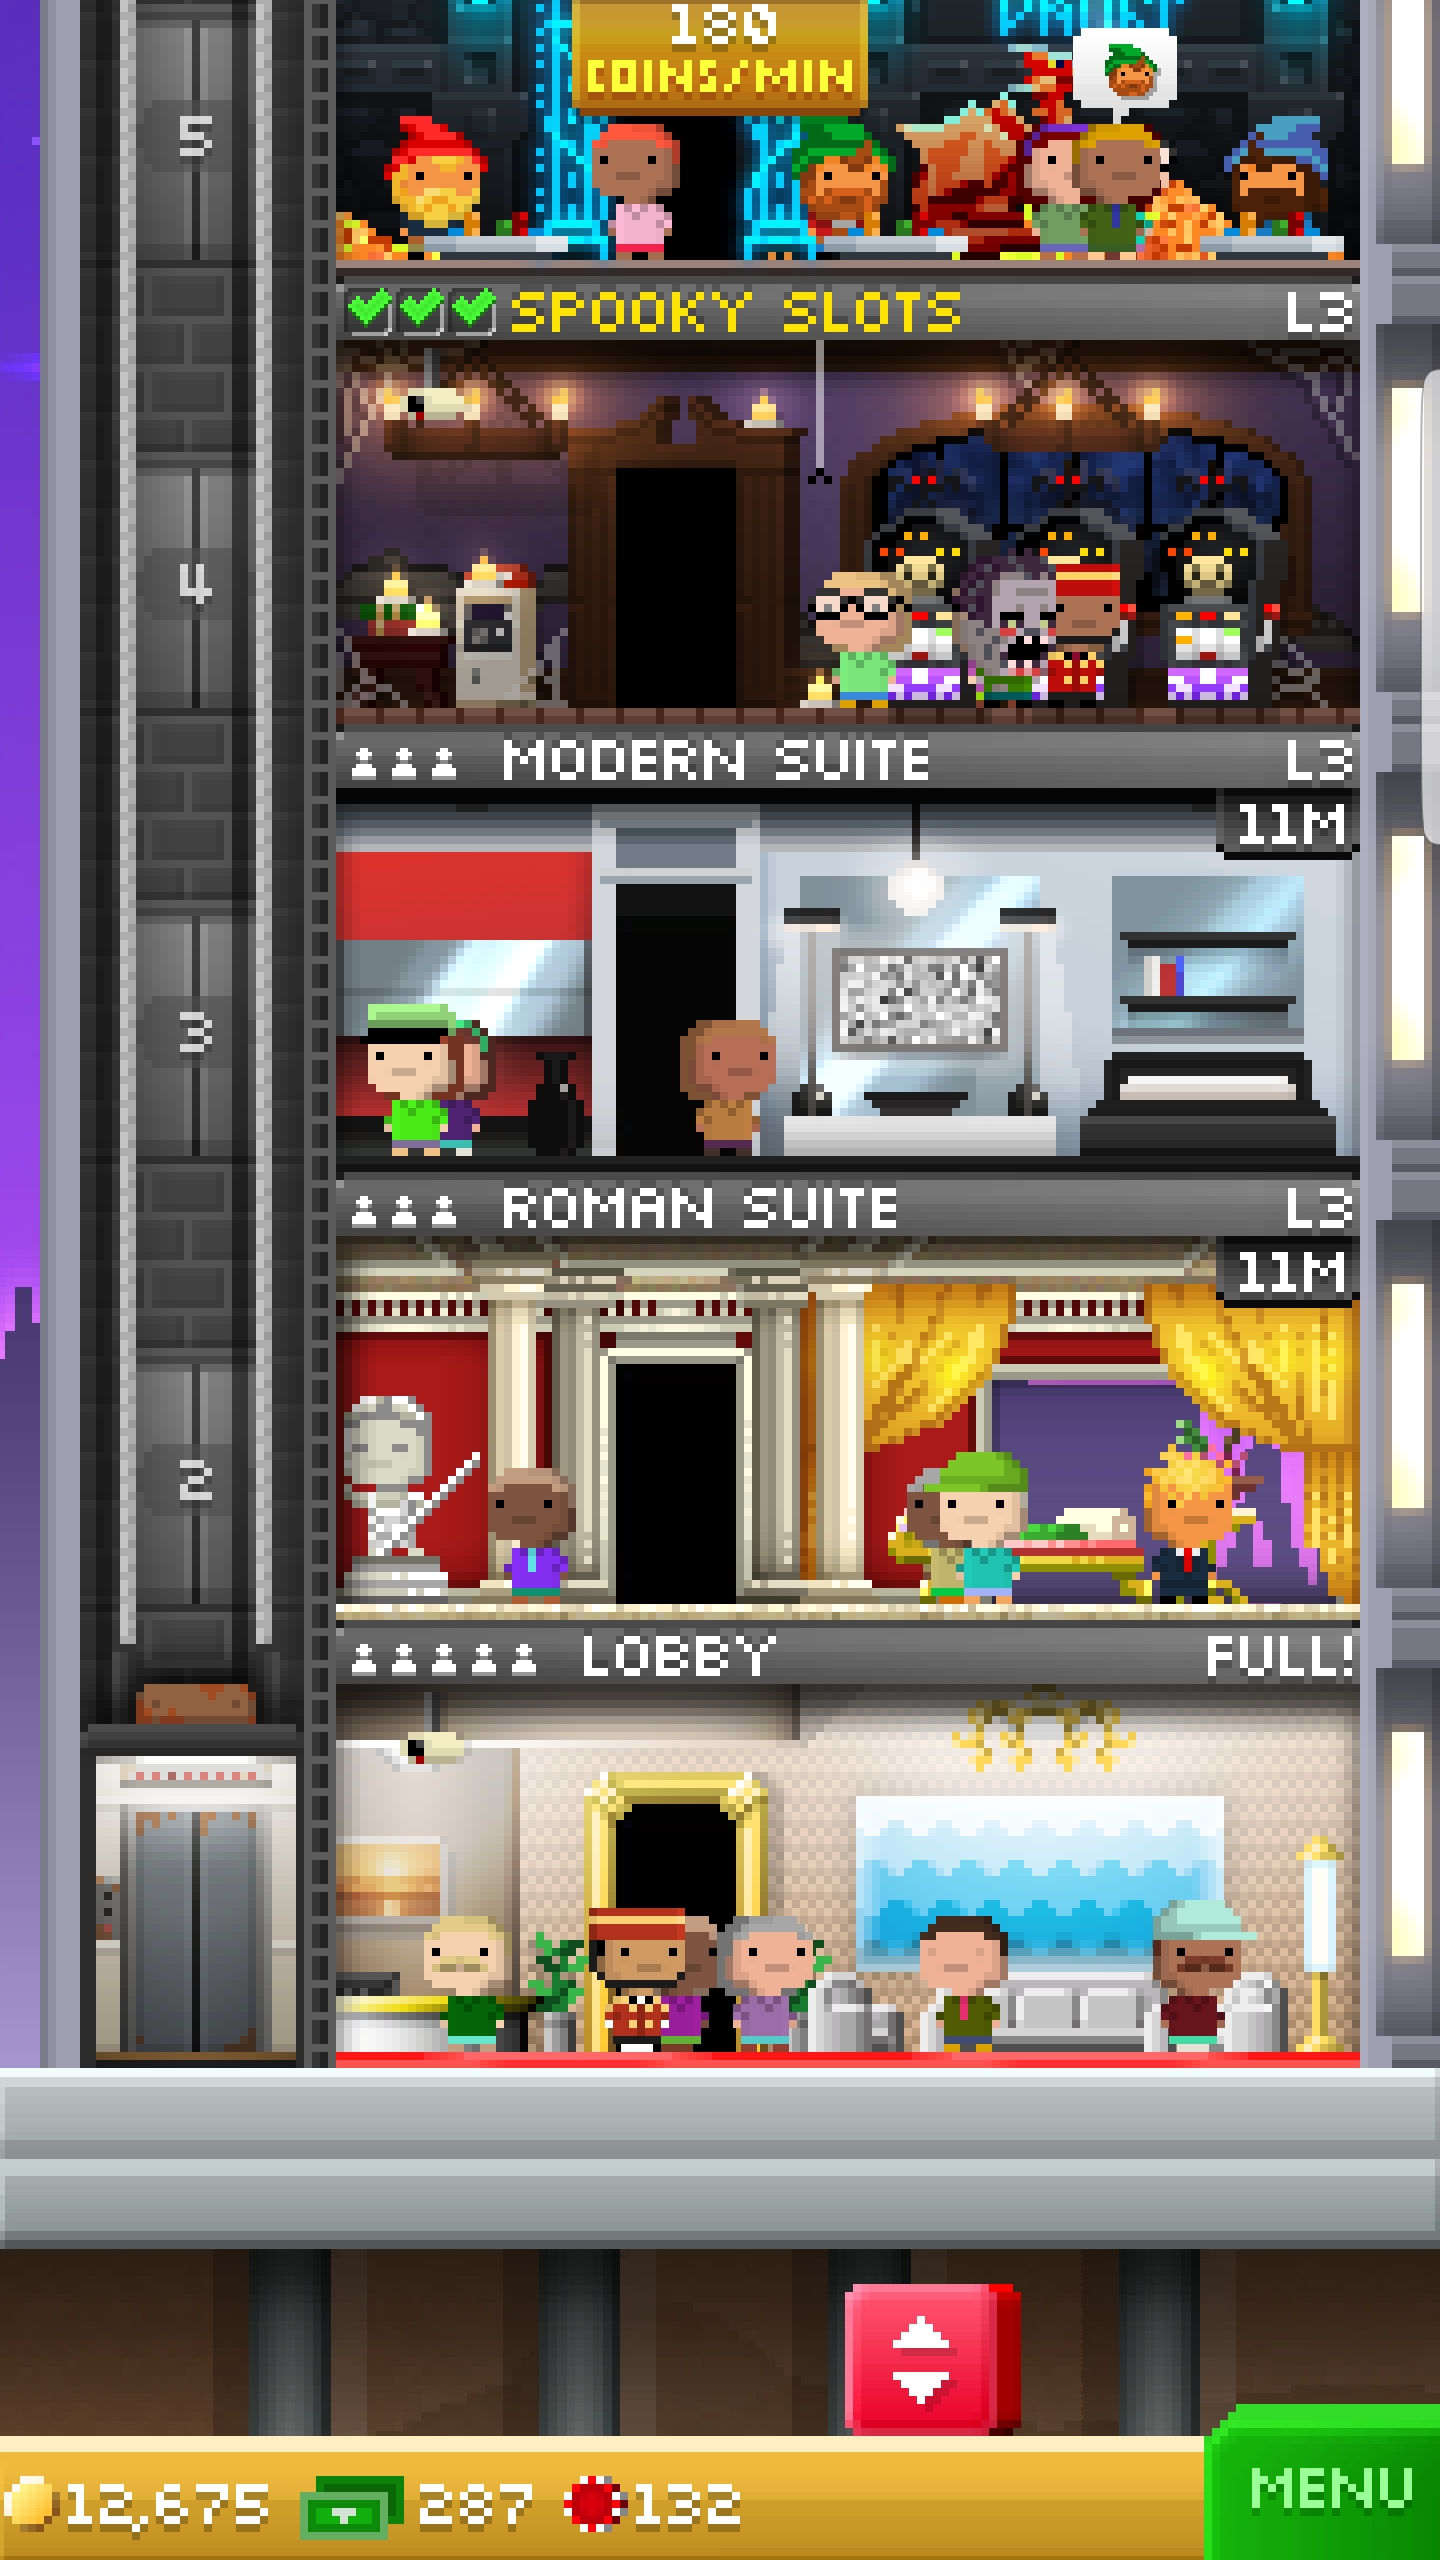 180
COINS/MIN
5
SPOOKY SLOTS L3
4
MODERN SUITE L3
11M
3
ROMAN SUITE L3
11M
2
LOBBY FULL!
12,675 287 132
MENU